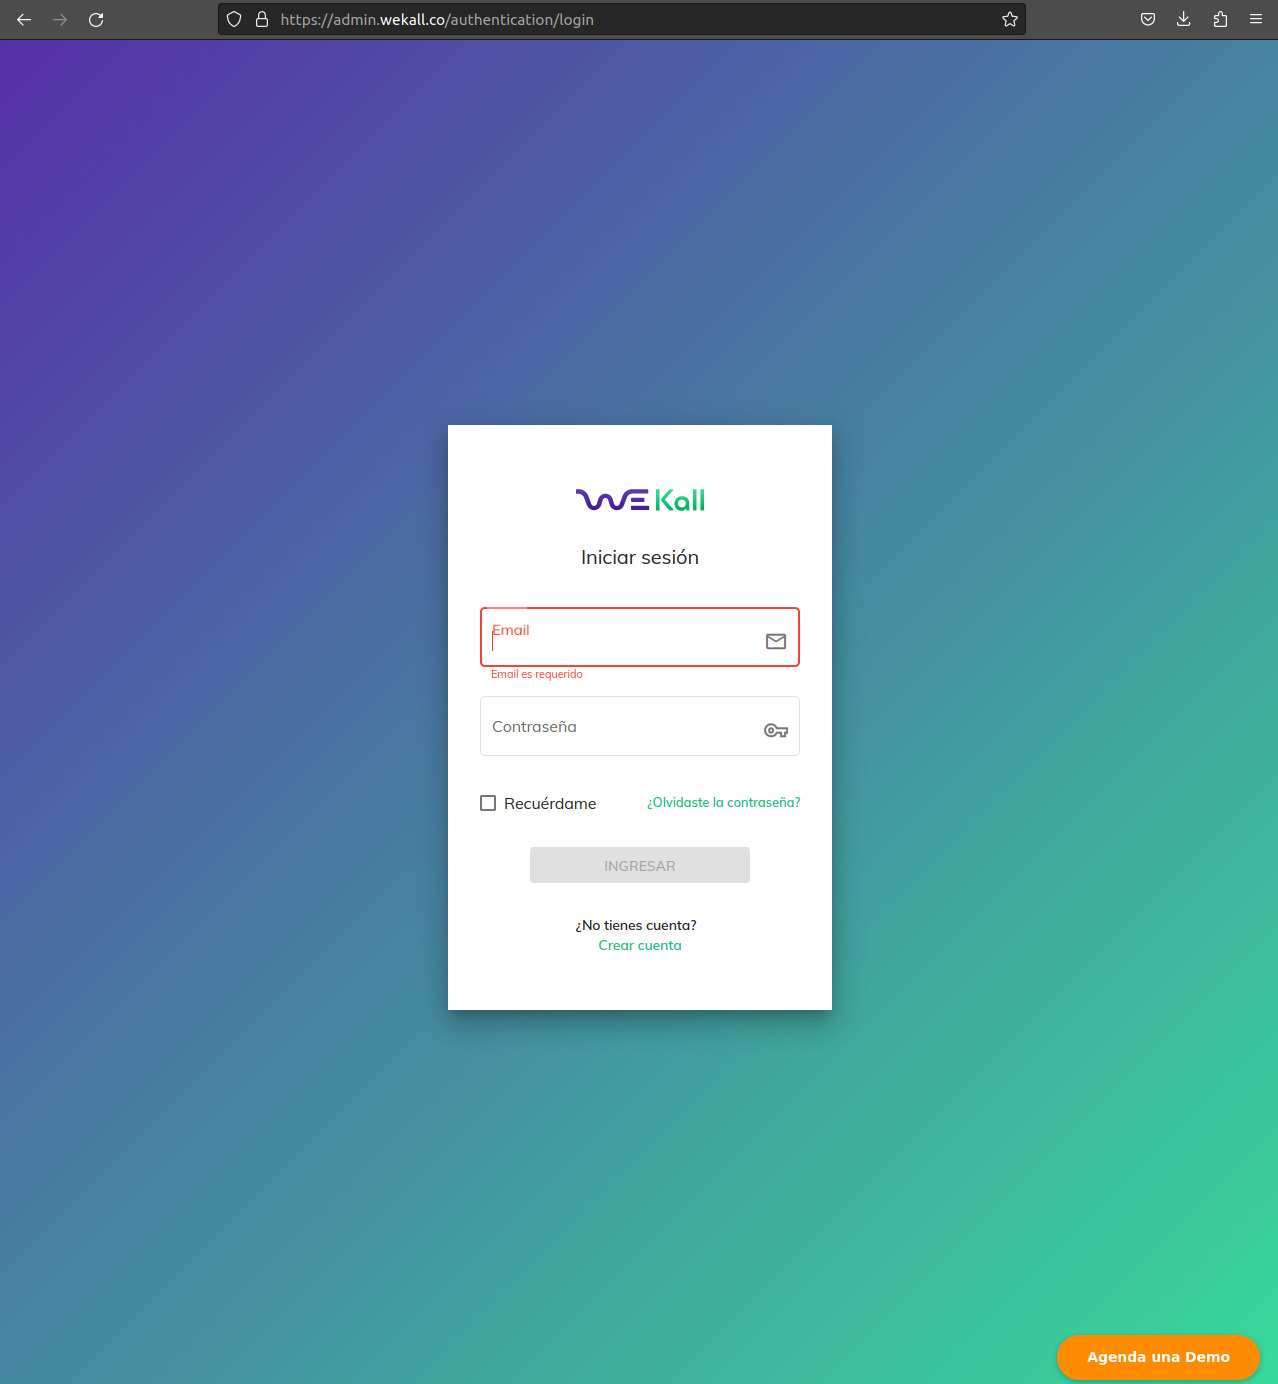 https://admin.wekall.co/authentication/login
WE Kall
Iniciar sesión
Email
Email es requerido
Contraseña
Recuérdame
¿Olvidaste la contraseña?
INGRESAR
¿No tienes cuenta?
Crear cuenta
Agenda una Demo